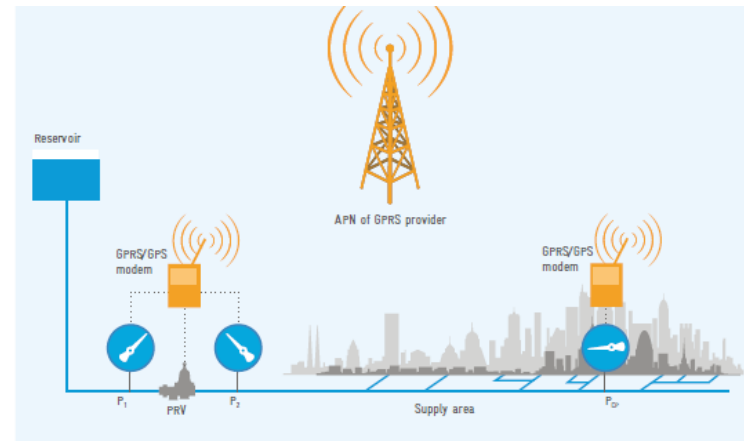 Reservoir
APN of GPRS provider
GPRS/GPS
modem
GPRS/GPS
modem
P1
PRV
P2
Supply area
PCP